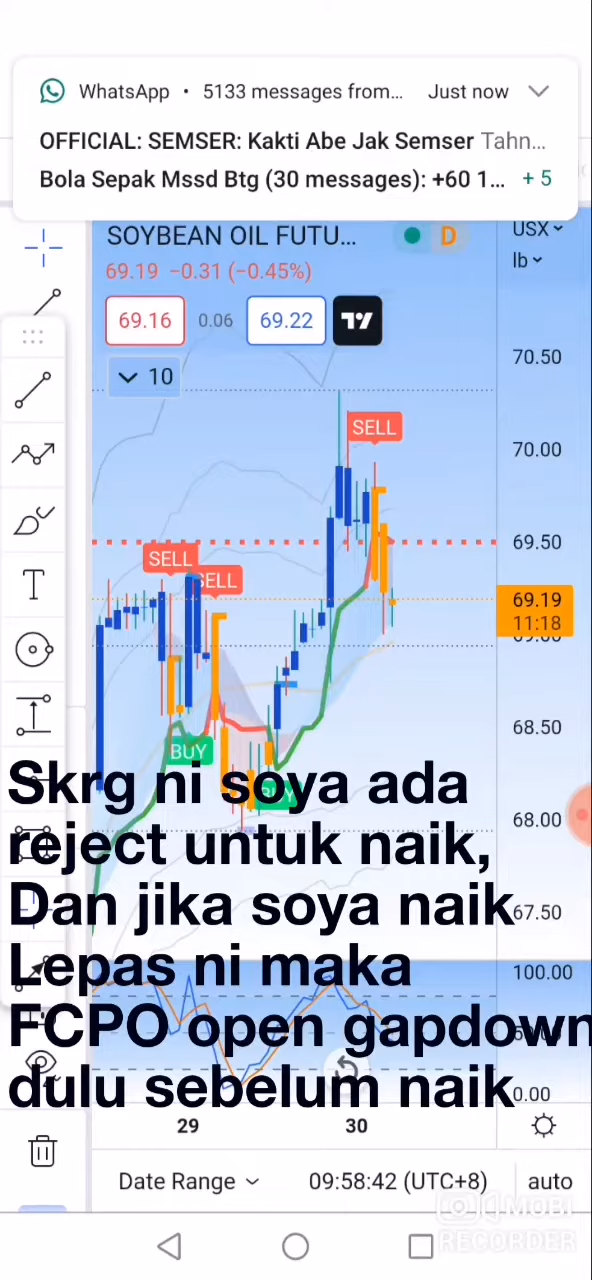 WhatsApp • 5133 messages from... Just now
OFFICIAL: SEMSER: Kakti Abe Jak Semser Tahn...
Bola Sepak Mssd Btg (30 messages): +60 1... + 5
SOYBEAN OIL FUTU... D
USX
lb
69.19 −0.31 (−0.45%)
69.16 0.06 69.22
10
70.50
SELL
70.00
69.50
SELL
SELL
69.19
11:18
69.00
68.50
BUY
BUY
68.00
67.50
Skrg ni soya ada
reject untuk naik,
Dan jika soya naik
Lepas ni maka
FCPO open gapdown
dulu sebelum naik
100.00
0.00
29 30
Date Range 09:58:42 (UTC+8) auto
MOBI
RECORDER